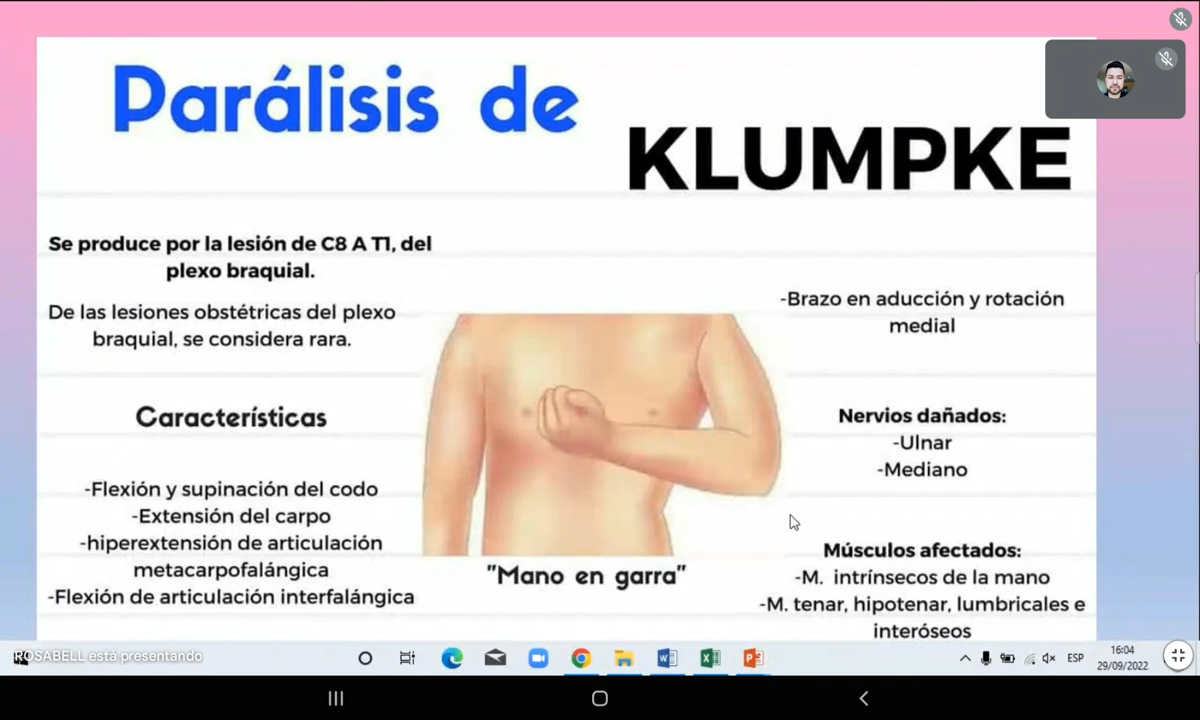 Parálisis de
KLUMPKE
Se produce por la lesión de C8 A T1, del
plexo braquial.
De las lesiones obstétricas del plexo
braquial, se considera rara.
Características
-Flexión y supinación del codo
-Extensión del carpo
-hiperextensión de articulación
metacarpofalángica
-Flexión de articulación interfalángica
"Mano en garra"
-Brazo en aducción y rotación
medial
Nervios dañados:
-Ulnar
-Mediano
Músculos afectados:
-M. intrínsecos de la mano
-M. tenar, hipotenar, lumbricales e
interóseos
ROSABELL está presentando
ESP
16:04
29/09/2022